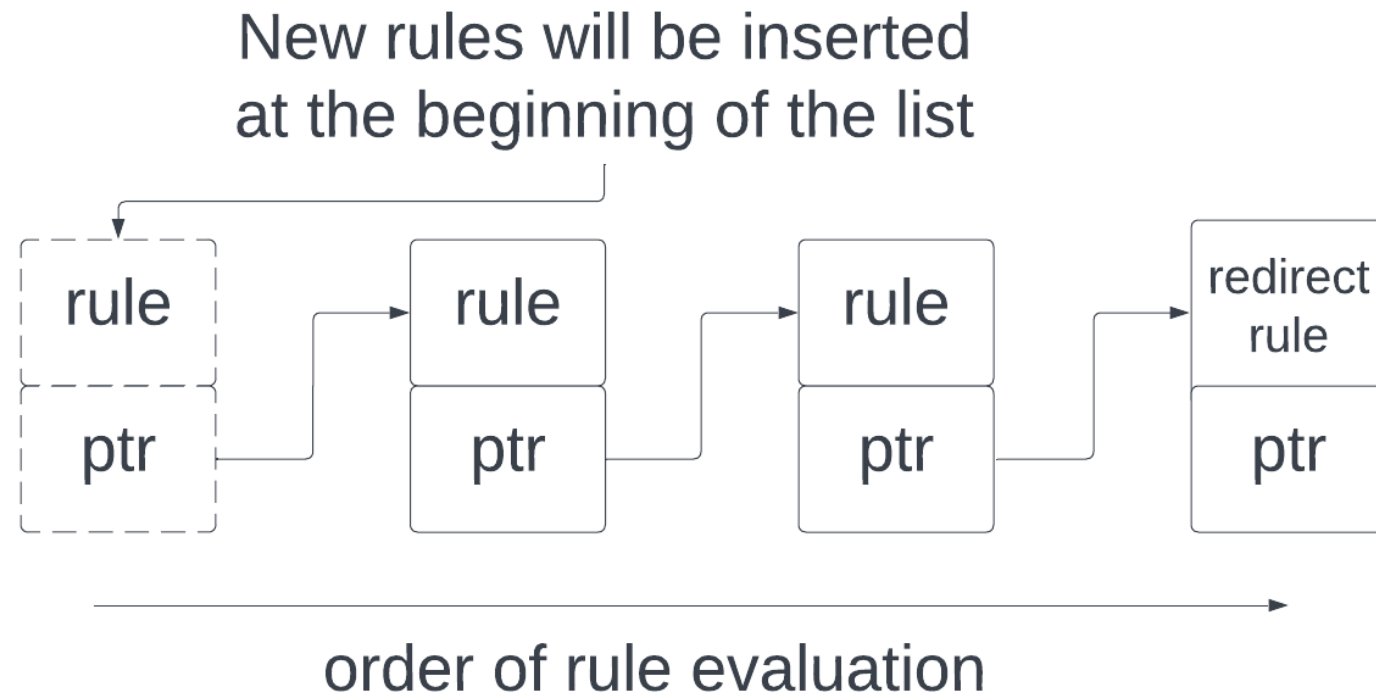 New rules will be inserted
at the beginning of the list
rule
rule
rule
redirect
rule
ptr
ptr
ptr
ptr
order of rule evaluation